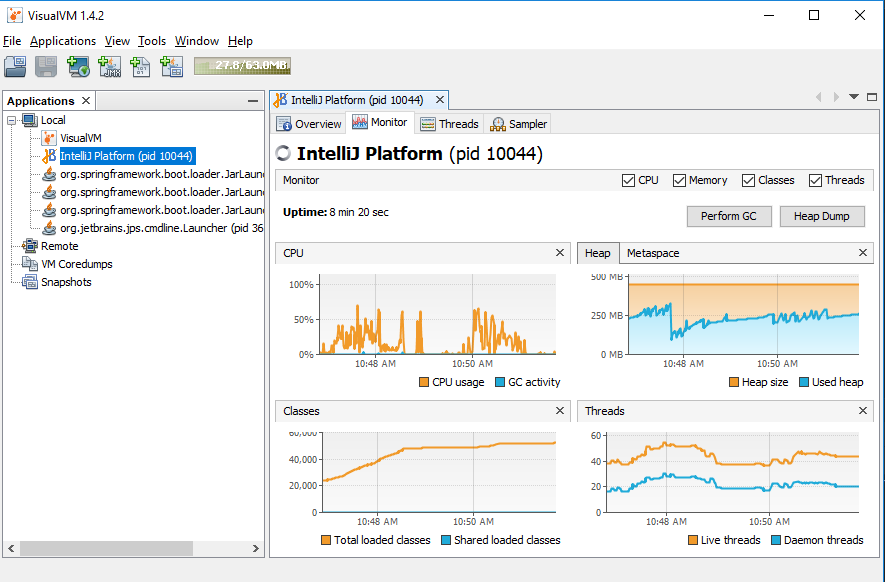 VisualVM 1.4.2
File Applications View Tools Window Help
27.8/63.0MB
Applications
Local
VisualVM
IntelliJ Platform (pid 10044)
org.springframework.boot.loader.JarLaun
org.springframework.boot.loader.JarLaun
org.springframework.boot.loader.JarLaun
org.jetbrains.jps.cmdline.Launcher (pid 36
Remote
VM Coredumps
Snapshots
IntelliJ Platform (pid 10044)
Overview Monitor Threads Sampler
IntelliJ Platform (pid 10044)
Monitor
CPU Memory Classes Threads
Uptime: 8 min 20 sec
Perform GC Heap Dump
CPU
100%
50%
0%
10:48 AM 10:50 AM
CPU usage GC activity
Heap Metaspace
500 MB
250 MB
0 MB
10:48 AM 10:50 AM
Heap size Used heap
Classes
60,000
40,000
20,000
0
10:48 AM 10:50 AM
Total loaded classes Shared loaded classes
Threads
60
40
20
0
10:48 AM 10:50 AM
Live threads Daemon threads